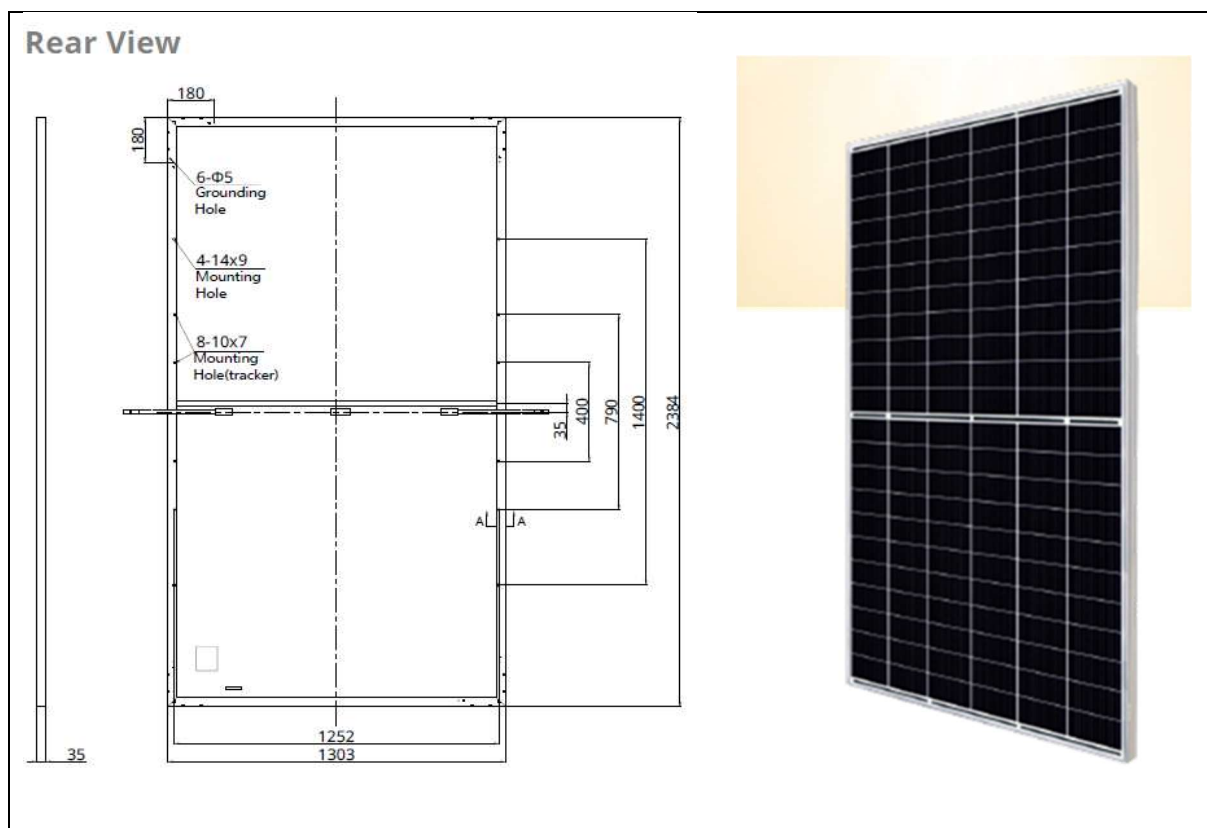 Rear View
180
180
6-Φ5
Grounding
Hole
4-14x9
Mounting
Hole
8-10x7
Mounting
Hole(tracker)
35
400
790
1400
2384
A A
1252
1303
35